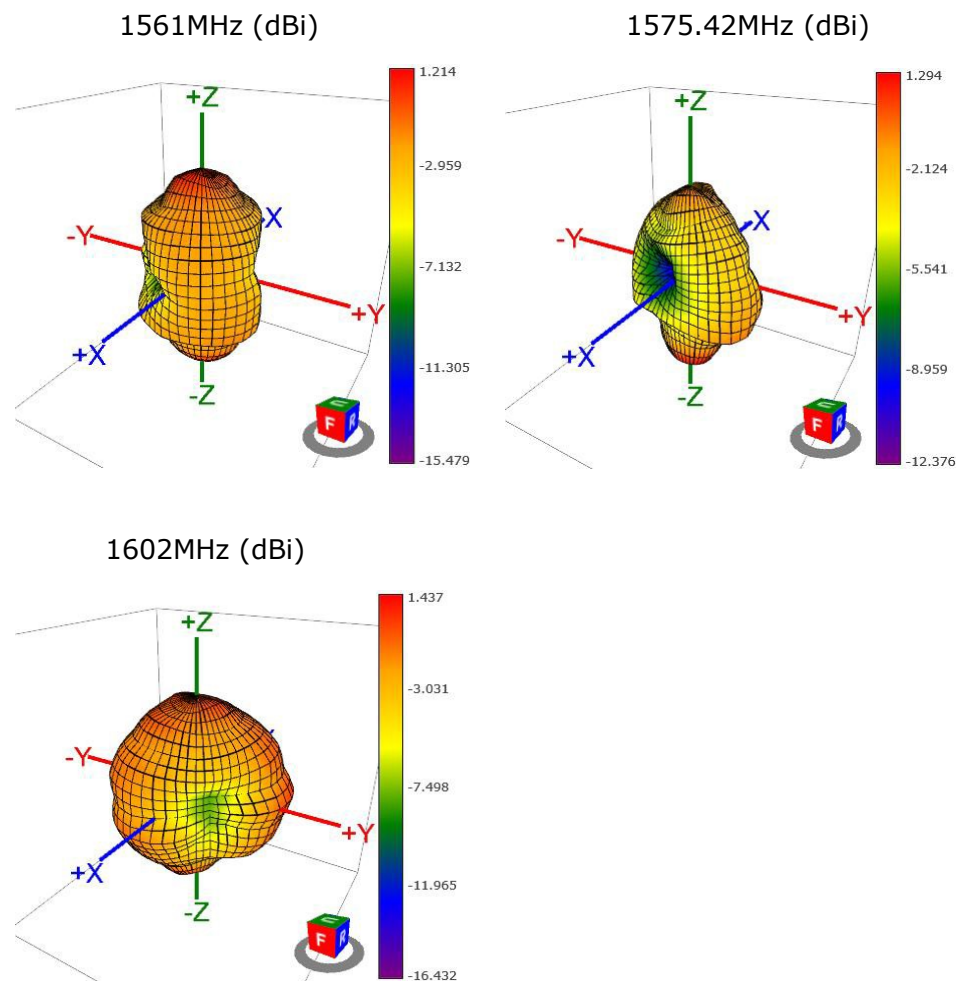 1561MHz (dBi)
1.214
-2.959
-7.132
-11.305
-15.479
+Z
-X
-Y
+Y
+X
-Z
F
1575.42MHz (dBi)
1.294
-2.124
-5.541
-8.959
-12.376
+Z
-X
-Y
+Y
+X
-Z
F
1602MHz (dBi)
1.437
-3.031
-7.498
-11.965
-16.432
+Z
-Y
+Y
+X
-Z
F